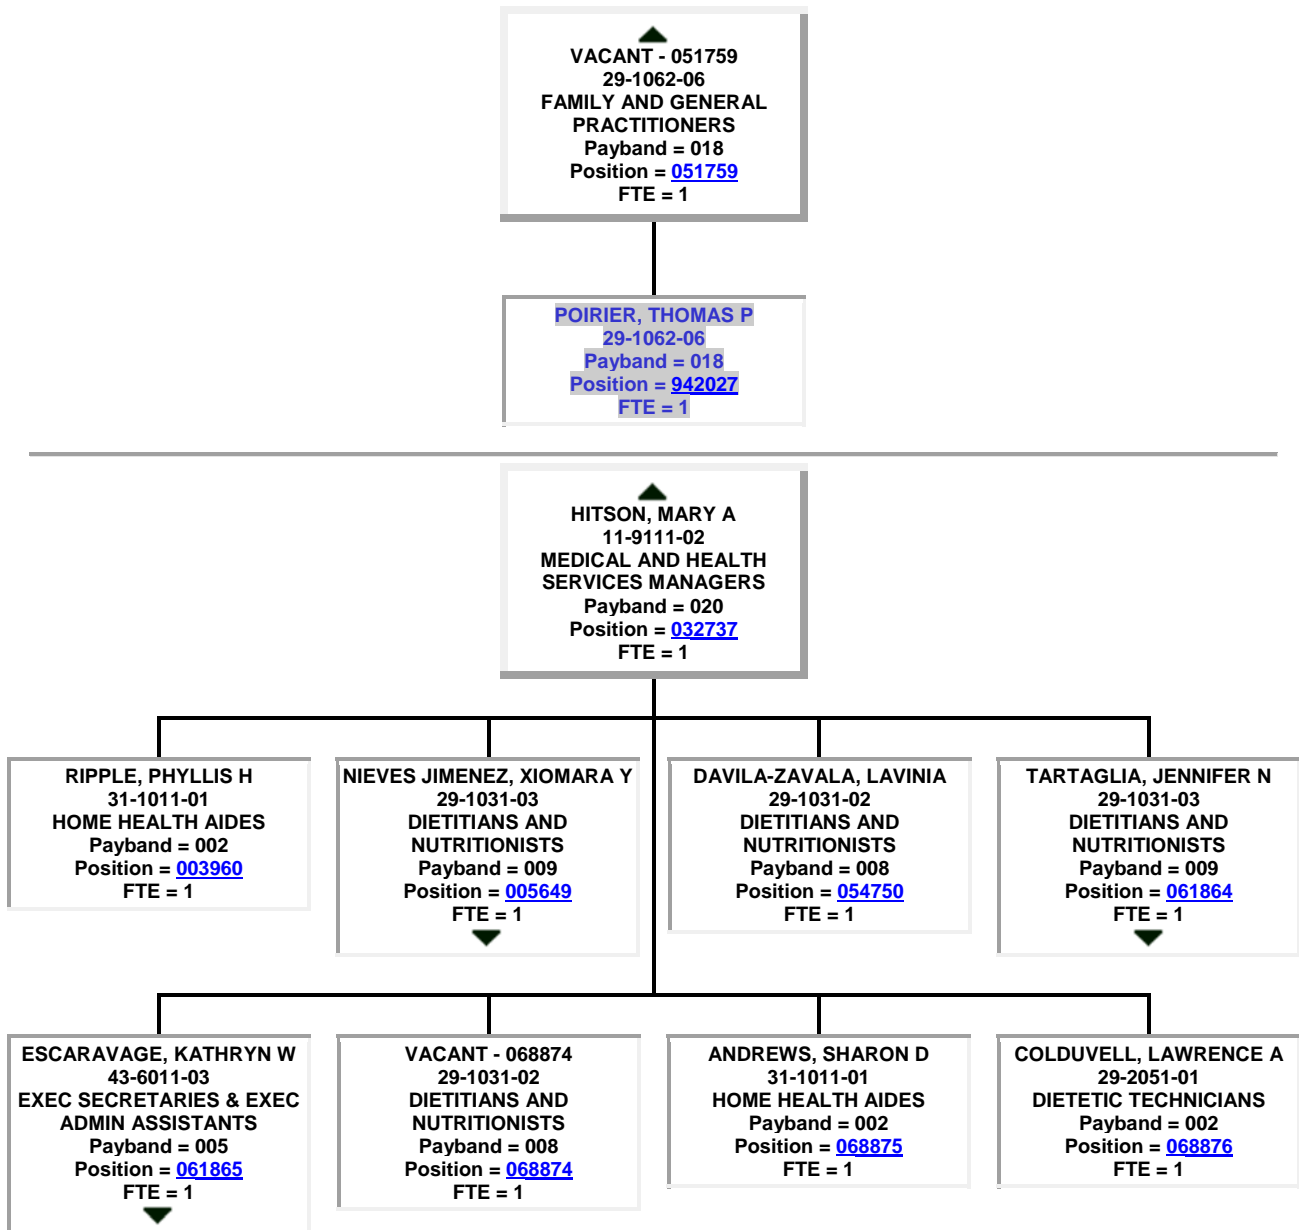 VACANT - 051759
29-1062-06
FAMILY AND GENERAL
PRACTITIONERS
Payband = 018
Position = 051759
FTE = 1
POIRIER, THOMAS P
29-1062-06
Payband = 018
Position = 942027
FTE = 1
HITSON, MARY A
11-9111-02
MEDICAL AND HEALTH
SERVICES MANAGERS
Payband = 020
Position = 032737
FTE = 1
RIPPLE, PHYLLIS H
31-1011-01
HOME HEALTH AIDES
Payband = 002
Position = 003960
FTE = 1
NIEVES JIMENEZ, XIOMARA Y
29-1031-03
DIETITIANS AND
NUTRITIONISTS
Payband = 009
Position = 005649
FTE = 1
DAVILA-ZAVALA, LAVINIA
29-1031-02
DIETITIANS AND
NUTRITIONISTS
Payband = 008
Position = 054750
FTE = 1
TARTAGLIA, JENNIFER N
29-1031-03
DIETITIANS AND
NUTRITIONISTS
Payband = 009
Position = 061864
FTE = 1
ESCARAVAGE, KATHRYN W
43-6011-03
EXEC SECRETARIES & EXEC
ADMIN ASSISTANTS
Payband = 005
Position = 061865
FTE = 1
VACANT - 068874
29-1031-02
DIETITIANS AND
NUTRITIONISTS
Payband = 008
Position = 068874
FTE = 1
ANDREWS, SHARON D
31-1011-01
HOME HEALTH AIDES
Payband = 002
Position = 068875
FTE = 1
COLDUVELL, LAWRENCE A
29-2051-01
DIETETIC TECHNICIANS
Payband = 002
Position = 068876
FTE = 1